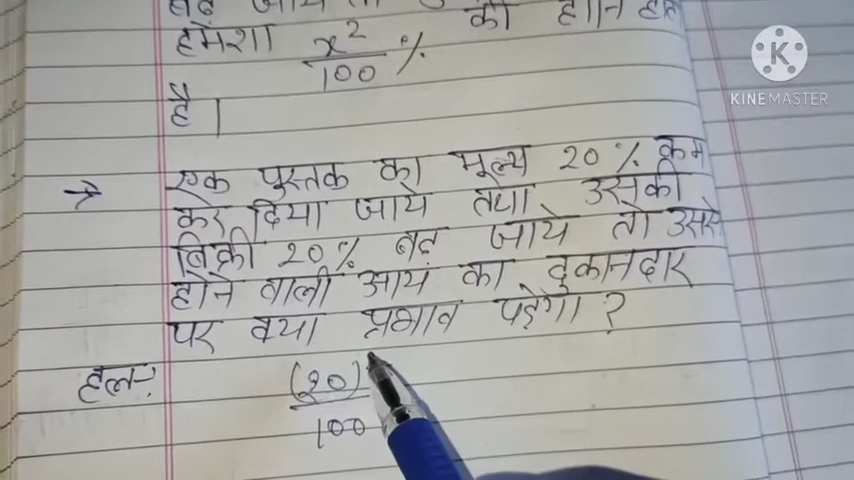 बढ़ जाये तो
हमेशा x²/100 % की हानि होती
है।
→ एक पुस्तक का मूल्य 20% कम
कर दिया जाये तथा उसकी
बिक्री 20% बढ़ जाये तो उससे
होने वाली आय का दुकानदार
पर क्या प्रभाव पड़ेगा ?
हल-: (20)/100
K
KINEMASTER